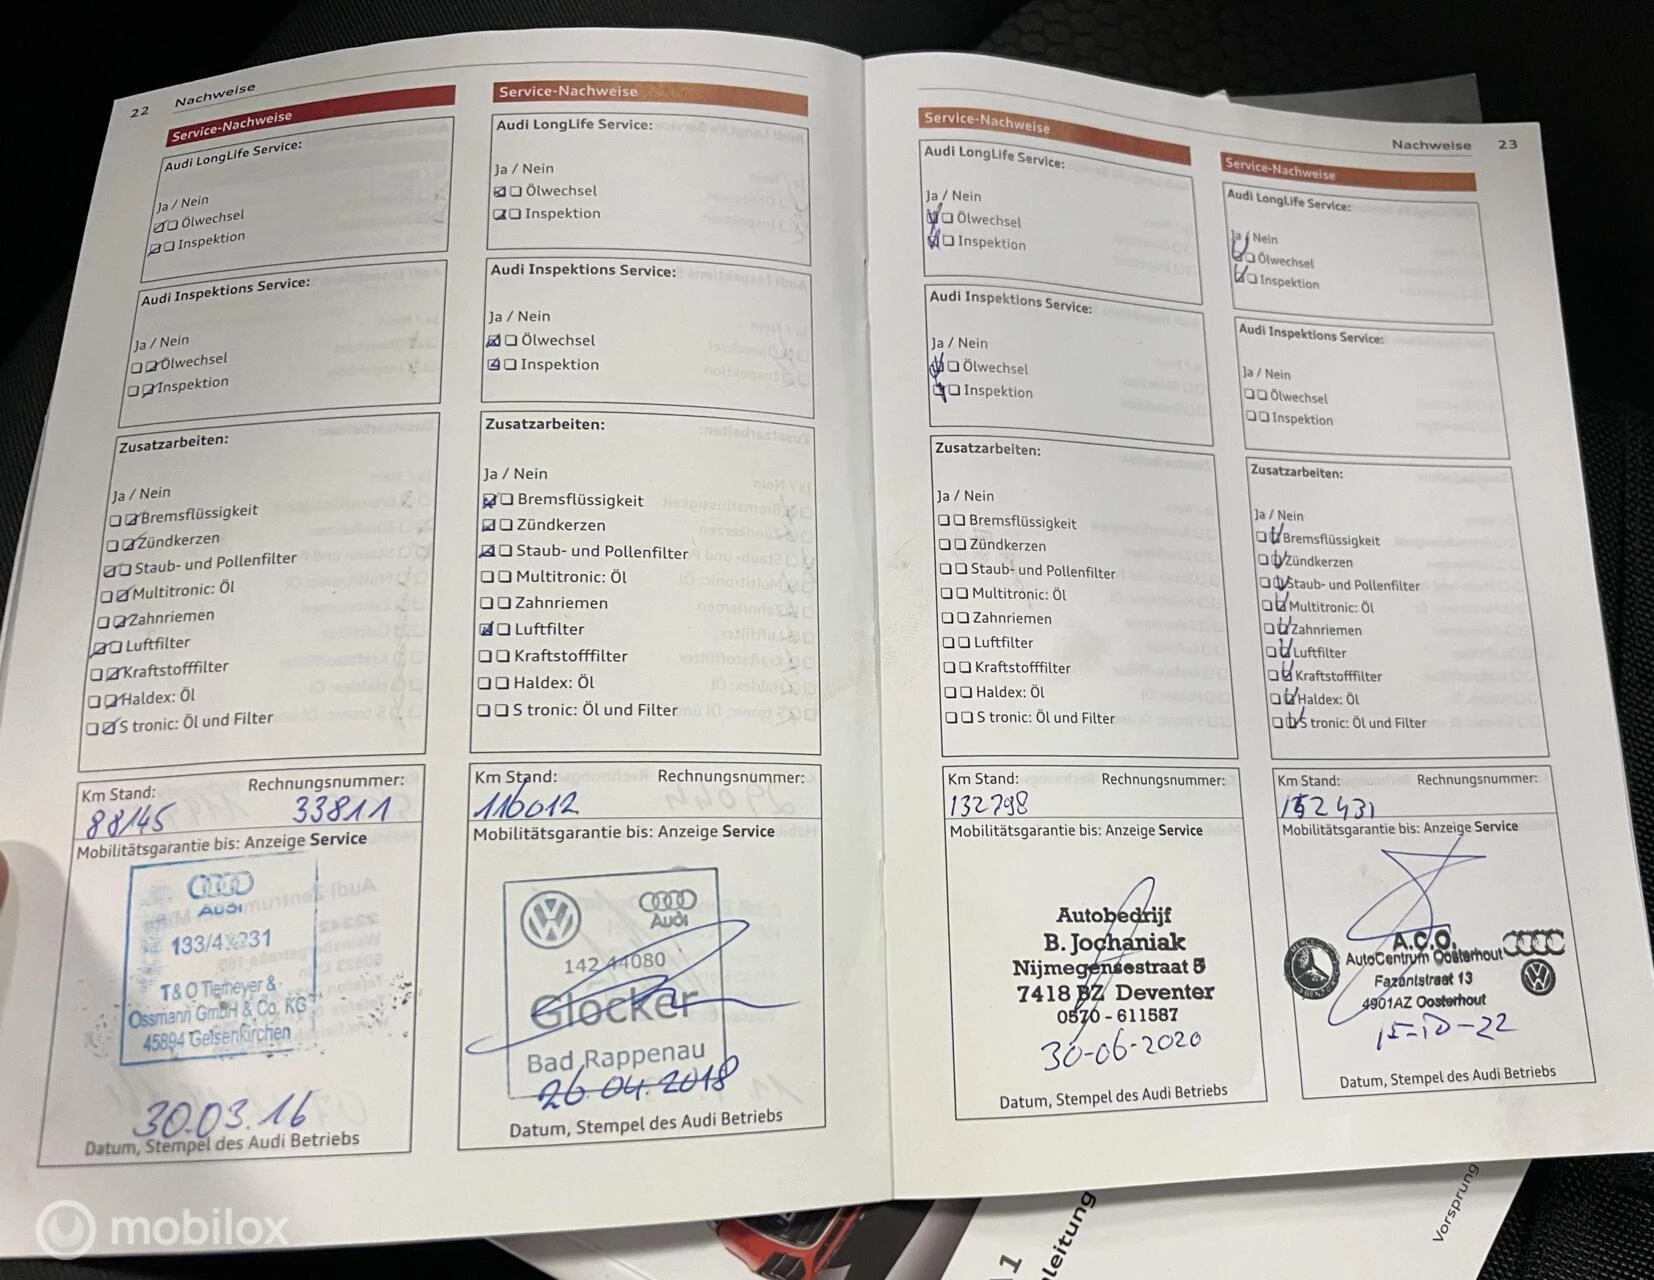 22 Nachweise
Service-Nachweise
Audi LongLife Service:
Ja / Nein
Ölwechsel
Inspektion
Audi Inspektions Service:
Ja / Nein
Ölwechsel
Inspektion
Zusatzarbeiten:
Ja / Nein
Bremsflüssigkeit
Zündkerzen
Staub- und Pollenfilter
Multitronic: Öl
Zahnriemen
Luftfilter
Kraftstofffilter
Haldex: Öl
S tronic: Öl und Filter
Km Stand: Rechnungsnummer:
88145 33811
Mobilitätsgarantie bis: Anzeige Service
Audi
T&O Tiemeyer &
Ossmann GmbH & Co. KG
45894 Gelsenkirchen
30.03.16
Datum, Stempel des Audi Betriebs
Service-Nachweise
Audi LongLife Service:
Ja / Nein
Ölwechsel
Inspektion
Audi Inspektions Service:
Ja / Nein
Ölwechsel
Inspektion
Zusatzarbeiten:
Ja / Nein
Bremsflüssigkeit
Zündkerzen
Staub- und Pollenfilter
Multitronic: Öl
Zahnriemen
Luftfilter
Kraftstofffilter
Haldex: Öl
S tronic: Öl und Filter
Km Stand: Rechnungsnummer:
116012
Mobilitätsgarantie bis: Anzeige Service
Audi
142 44080
Glocker
Bad Rappenau
26.04.2018
Datum, Stempel des Audi Betriebs
Nachweise 23
Service-Nachweise
Audi LongLife Service:
Ja / Nein
Ölwechsel
Inspektion
Audi Inspektions Service:
Ja / Nein
Ölwechsel
Inspektion
Zusatzarbeiten:
Ja / Nein
Bremsflüssigkeit
Zündkerzen
Staub- und Pollenfilter
Multitronic: Öl
Zahnriemen
Luftfilter
Kraftstofffilter
Haldex: Öl
S tronic: Öl und Filter
Km Stand: Rechnungsnummer:
132798
Mobilitätsgarantie bis: Anzeige Service
Autobedrijf
B. Jochaniak
Nijmegensestraat 5
7418 BZ Deventer
0570 - 611587
30-06-2020
Datum, Stempel des Audi Betriebs
Service-Nachweise
Audi LongLife Service:
Ja / Nein
Ölwechsel
Inspektion
Audi Inspektions Service:
Ja / Nein
Ölwechsel
Inspektion
Zusatzarbeiten:
Ja / Nein
Bremsflüssigkeit
Zündkerzen
Staub- und Pollenfilter
Multitronic: Öl
Zahnriemen
Luftfilter
Kraftstofffilter
Haldex: Öl
S tronic: Öl und Filter
Km Stand: Rechnungsnummer:
152431
Mobilitätsgarantie bis: Anzeige Service
A.C.O.
AutoCentrum Oosterhout
Fazantstraat 13
4901AZ Oosterhout
15-10-22
Datum, Stempel des Audi Betriebs
mobilox
Vorsprung